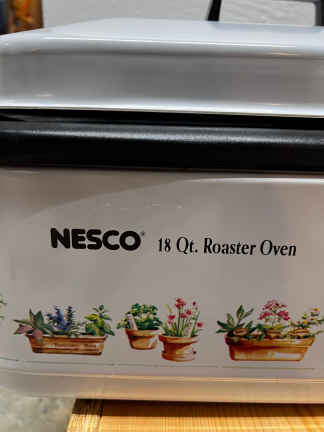 NESCO® 18 Qt. Roaster Oven